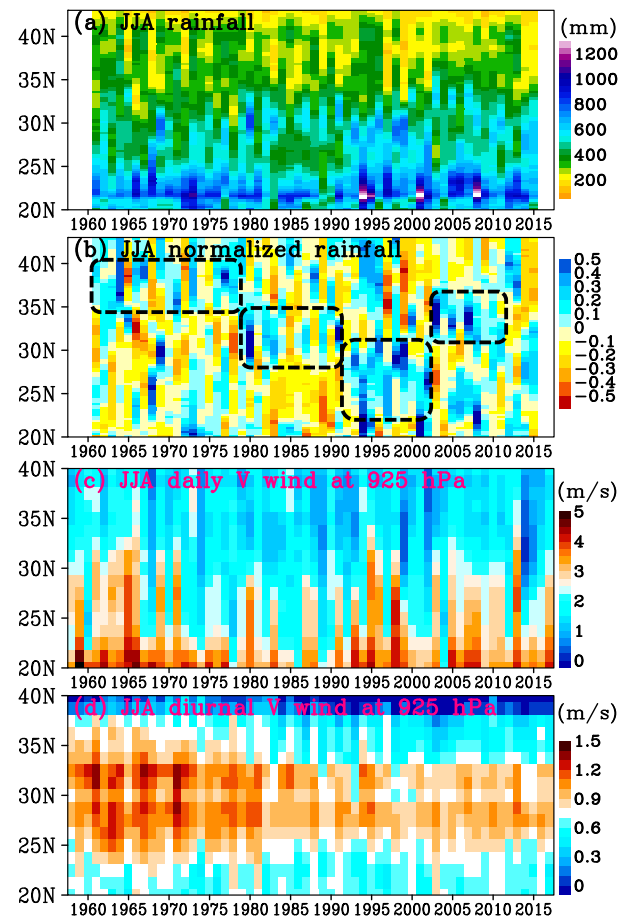 (a) JJA rainfall
(mm)
40N
35N
30N
25N
20N
1200
1000
800
600
400
200
1960 1965 1970 1975 1980 1985 1990 1995 2000 2005 2010 2015
(b) JJA normalized rainfall
40N
35N
30N
25N
20N
0.5
0.4
0.3
0.2
0.1
0
−0.1
−0.2
−0.3
−0.4
−0.5
1960 1965 1970 1975 1980 1985 1990 1995 2000 2005 2010 2015
(c) JJA daily V wind at 925 hPa
(m/s)
40N
35N
30N
25N
20N
5
4
3
2
1
0
1960 1965 1970 1975 1980 1985 1990 1995 2000 2005 2010 2015
(d) JJA diurnal V wind at 925 hPa
(m/s)
40N
35N
30N
25N
20N
1.5
1.2
0.9
0.6
0.3
0
1960 1965 1970 1975 1980 1985 1990 1995 2000 2005 2010 2015